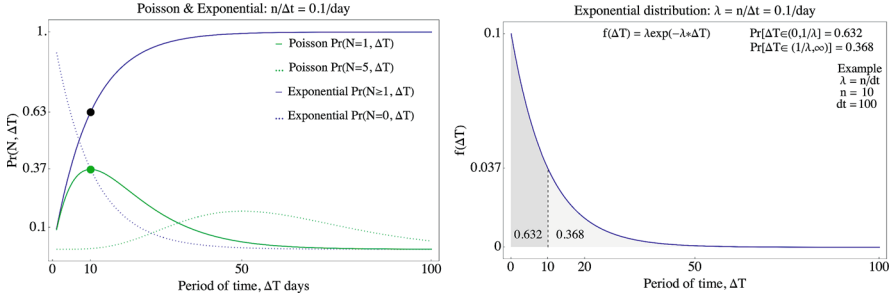 Poisson & Exponential: n/Δt = 0.1/day
Pr(N, ΔT)
1.
0.63
0.37
0.1
Poisson Pr(N=1, ΔT)
Poisson Pr(N=5, ΔT)
Exponential Pr(N≥1, ΔT)
Exponential Pr(N=0, ΔT)
0
10
50
100
Period of time, ΔT days
Exponential distribution: λ = n/Δt = 0.1/day
f(ΔT)
0.1
0.037
0
f(ΔT) = λexp(−λ*ΔT)
Pr[ΔT∈(0,1/λ] = 0.632
Pr[ΔT∈ (1/λ,∞)] = 0.368
Example
λ = n/dt
n = 10
dt = 100
0.632
0.368
0
10
20
50
100
Period of time, ΔT